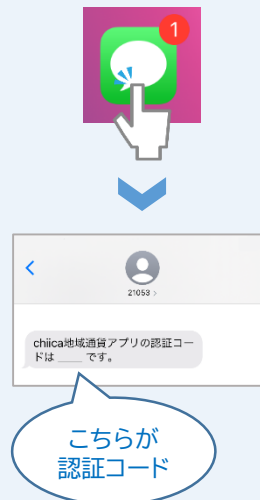 1
21053 >
chiica地域通貨アプリの認証コー
ドは ____ です。
こちらが
認証コード